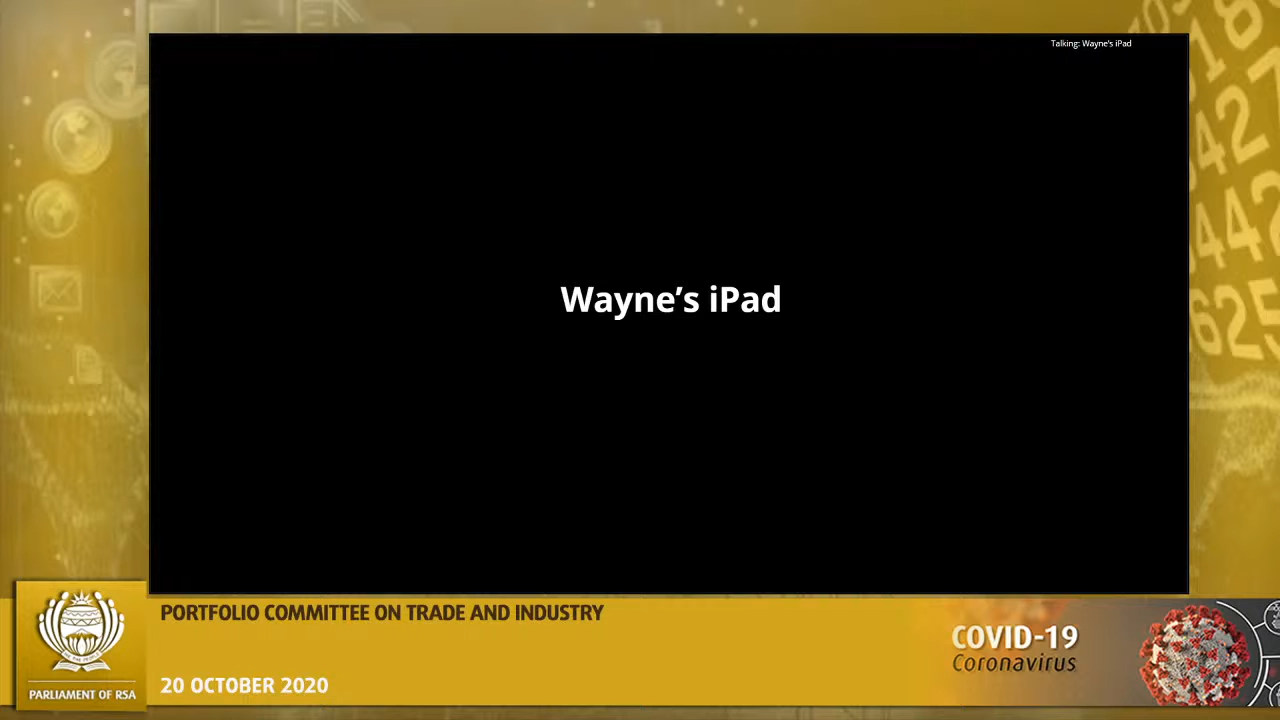 Talking: Wayne's iPad
Wayne’s iPad
PORTFOLIO COMMITTEE ON TRADE AND INDUSTRY
COVID-19
Coronavirus
20 OCTOBER 2020
PARLIAMENT OF RSA